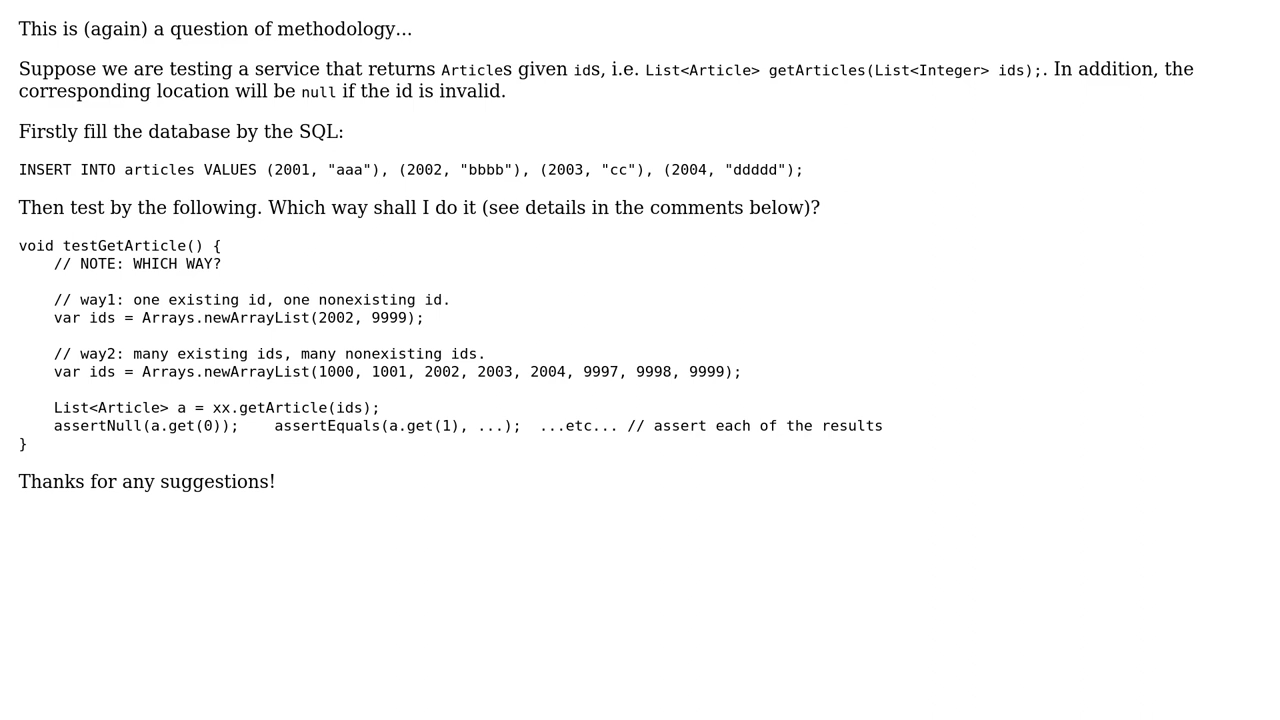 This is (again) a question of methodology...
Suppose we are testing a service that returns Articles given ids, i.e. List<Article> getArticles(List<Integer> ids);. In addition, the
corresponding location will be null if the id is invalid.
Firstly fill the database by the SQL:
INSERT INTO articles VALUES (2001, "aaa"), (2002, "bbbb"), (2003, "cc"), (2004, "ddddd");
Then test by the following. Which way shall I do it (see details in the comments below)?
void testGetArticle() {
    // NOTE: WHICH WAY?
    // way1: one existing id, one nonexisting id.
    var ids = Arrays.newArrayList(2002, 9999);
    // way2: many existing ids, many nonexisting ids.
    var ids = Arrays.newArrayList(1000, 1001, 2002, 2003, 2004, 9997, 9998, 9999);
    List<Article> a = xx.getArticle(ids);
    assertNull(a.get(0));    assertEquals(a.get(1), ...);  ...etc... // assert each of the results
}
Thanks for any suggestions!